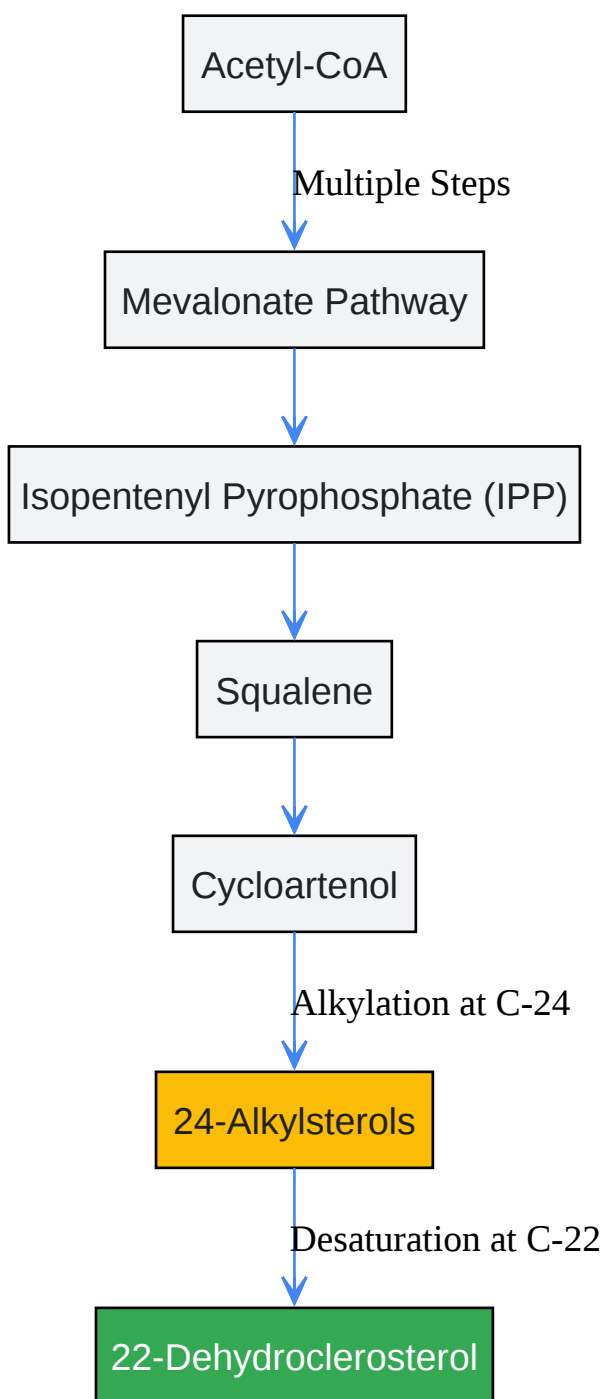 Acetyl-CoA
Multiple Steps
Mevalonate Pathway
Isopentenyl Pyrophosphate (IPP)
Squalene
Cycloartenol
Alkylation at C-24
24-Alkylsterols
Desaturation at C-22
22-Dehydroclerosterol